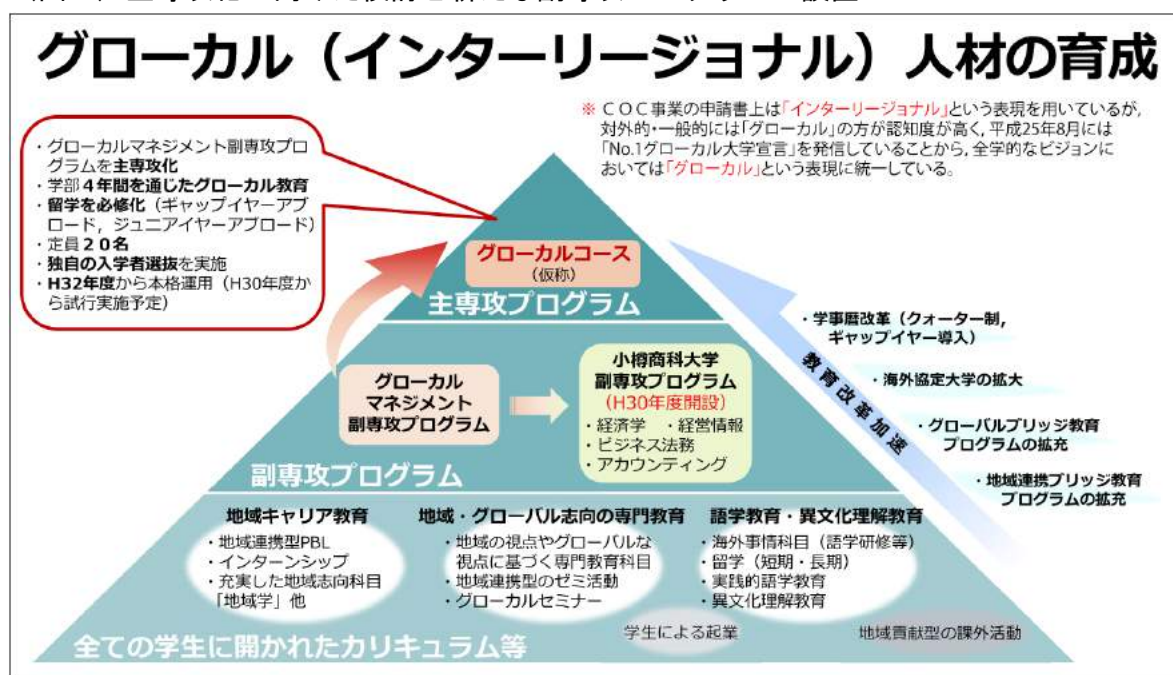 グローカル（インターリージョナル）人材の育成
※ ＣＯＣ事業の申請書上は「インターリージョナル」という表現を用いているが,
対外的・一般的には「グローカル」の方が認知度が高く, 平成25年8月には
「No.1グローカル大学宣言」を発信していることから, 全学的なビジョンに
おいては「グローカル」という表現に統一している。
・グローカルマネジメント副専攻プロ
グラムを主専攻化
・学部４年間を通じたグローカル教育
・留学を必修化（ギャップイヤーアブ
ロード，ジュニアイヤーアブロード）
・定員２０名
・独自の入学者選抜を実施
・H32年度から本格運用（H30年度か
ら試行実施予定）
グローカルコース
（仮称）
主専攻プログラム
グローカル
マネジメント
副専攻プログラム
小樽商科大学
副専攻プログラム
（H30年度開設）
・経済学　・経営情報
・ビジネス法務
・アカウンティング
副専攻プログラム
教育改革加速
・学事暦改革（クォーター制，
ギャップイヤー導入）
・海外協定大学の拡大
・グローバルブリッジ教育
プログラムの拡充
・地域連携ブリッジ教育
プログラムの拡充
地域キャリア教育
・地域連携型PBL
・インターンシップ
・充実した地域志向科目
「地域学」他
地域・グローバル志向の専門教育
・地域の視点やグローバルな
視点に基づく専門教育科目
・地域連携型のゼミ活動
・グローカルセミナー
語学教育・異文化理解教育
・海外事情科目（語学研修等）
・留学（短期・長期）
・実践的語学教育
・異文化理解教育
学生による起業
地域貢献型の課外活動
全ての学生に開かれたカリキュラム等